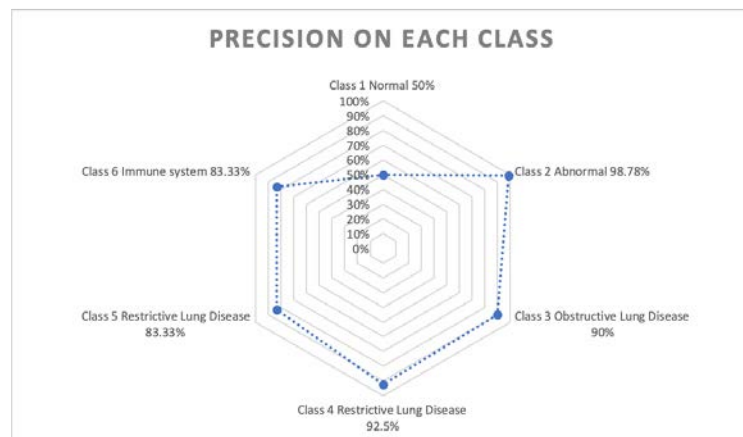 PRECISION ON EACH CLASS
Class 1 Normal 50%
100%
90%
80%
70%
60%
50%
40%
30%
20%
10%
0%
Class 2 Abnormal 98.78%
Class 3 Obstructive Lung Disease
90%
Class 4 Restrictive Lung Disease
92.5%
Class 5 Restrictive Lung Disease
83.33%
Class 6 Immune system 83.33%